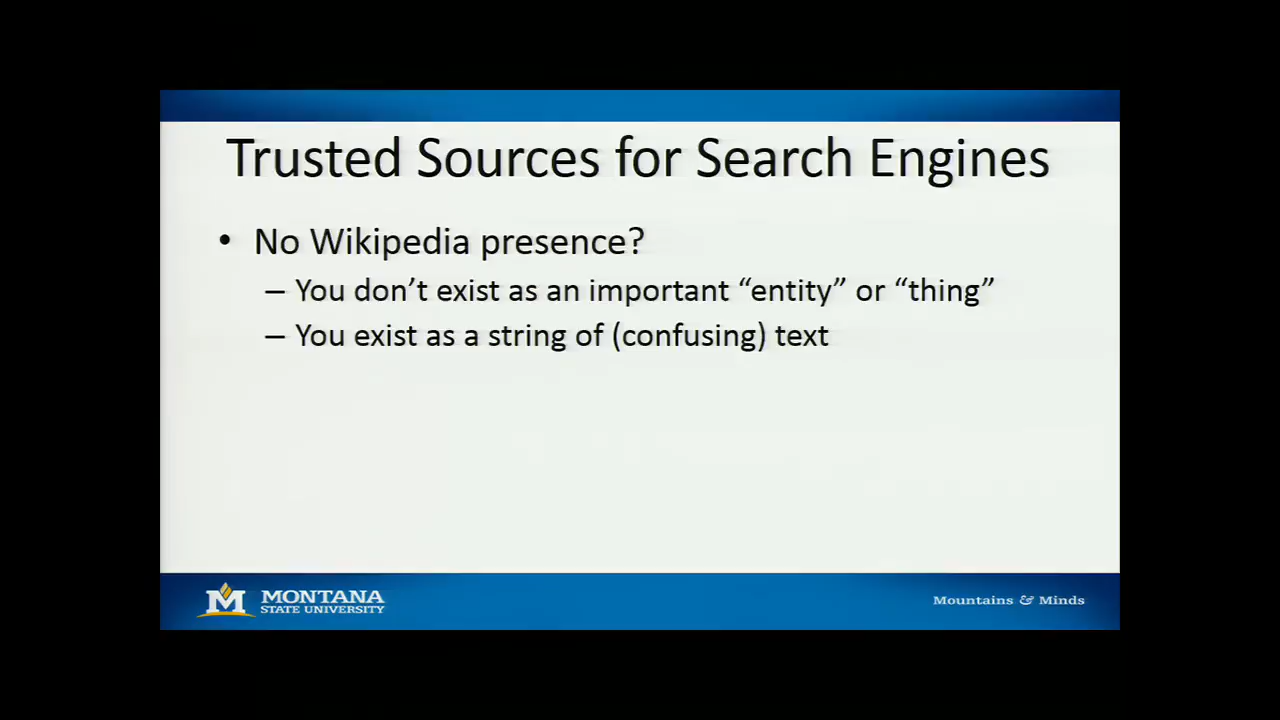 Trusted Sources for Search Engines
• No Wikipedia presence?
– You don’t exist as an important “entity” or “thing”
– You exist as a string of (confusing) text
M MONTANA
STATE UNIVERSITY
Mountains & Minds